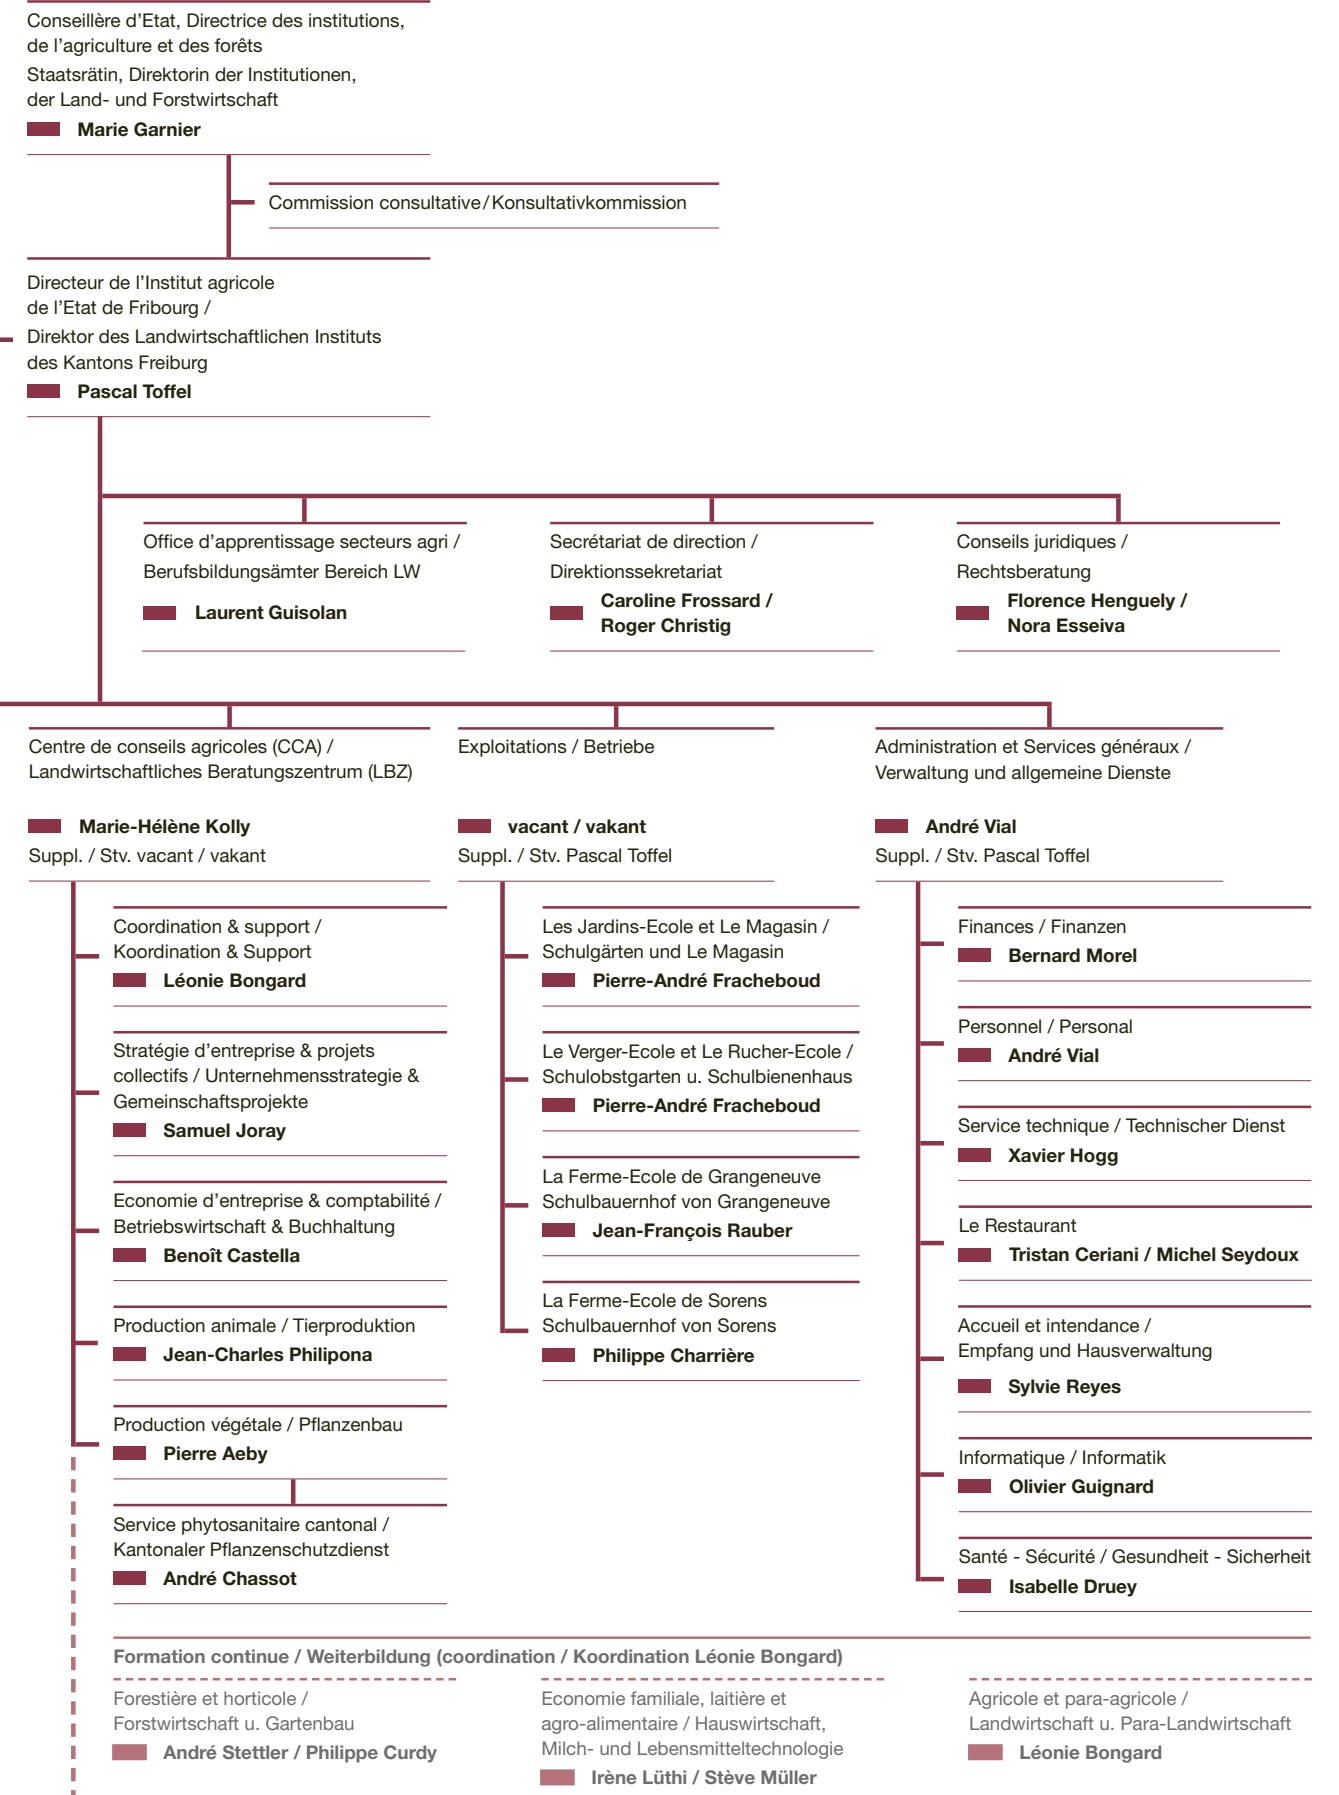 Conseillère d'Etat, Directrice des institutions,
de l'agriculture et des forêts
Staatsrätin, Direktorin der Institutionen,
der Land- und Forstwirtschaft
Marie Garnier
Commission consultative/Konsultativkommission
Directeur de l'Institut agricole
de l'Etat de Fribourg /
Direktor des Landwirtschaftlichen Instituts
des Kantons Freiburg
Pascal Toffel
Office d'apprentissage secteurs agri /
Berufsbildungsämter Bereich LW
Laurent Guisolan
Secrétariat de direction /
Direktionssekretariat
Caroline Frossard /
Roger Christig
Conseils juridiques /
Rechtsberatung
Florence Henguely /
Nora Esseiva
Centre de conseils agricoles (CCA) /
Landwirtschaftliches Beratungszentrum (LBZ)
Marie-Hélène Kolly
Suppl. / Stv. vacant / vakant
Coordination & support /
Koordination & Support
Léonie Bongard
Stratégie d'entreprise & projets
collectifs / Unternehmensstrategie &
Gemeinschaftsprojekte
Samuel Joray
Economie d'entreprise & comptabilité /
Betriebswirtschaft & Buchhaltung
Benoît Castella
Production animale / Tierproduktion
Jean-Charles Philipona
Production végétale / Pflanzenbau
Pierre Aeby
Service phytosanitaire cantonal /
Kantonaler Pflanzenschutzdienst
André Chassot
Exploitations / Betriebe
vacant / vakant
Suppl. / Stv. Pascal Toffel
Les Jardins-Ecole et Le Magasin /
Schulgärten und Le Magasin
Pierre-André Fracheboud
Le Verger-Ecole et Le Rucher-Ecole /
Schulobstgarten u. Schulbienenhaus
Pierre-André Fracheboud
La Ferme-Ecole de Grangeneuve
Schulbauernhof von Grangeneuve
Jean-François Rauber
La Ferme-Ecole de Sorens
Schulbauernhof von Sorens
Philippe Charrière
Administration et Services généraux /
Verwaltung und allgemeine Dienste
André Vial
Suppl. / Stv. Pascal Toffel
Finances / Finanzen
Bernard Morel
Personnel / Personal
André Vial
Service technique / Technischer Dienst
Xavier Hogg
Le Restaurant
Tristan Ceriani / Michel Seydoux
Accueil et intendance /
Empfang und Hausverwaltung
Sylvie Reyes
Informatique / Informatik
Olivier Guignard
Santé - Sécurité / Gesundheit - Sicherheit
Isabelle Druey
Formation continue / Weiterbildung (coordination / Koordination Léonie Bongard)
Forestière et horticole /
Forstwirtschaft u. Gartenbau
André Stettler / Philippe Curdy
Economie familiale, laitière et
agro-alimentaire / Hauswirtschaft,
Milch- und Lebensmitteltechnologie
Irène Lüthi / Stève Müller
Agricole et para-agricole /
Landwirtschaft u. Para-Landwirtschaft
Léonie Bongard